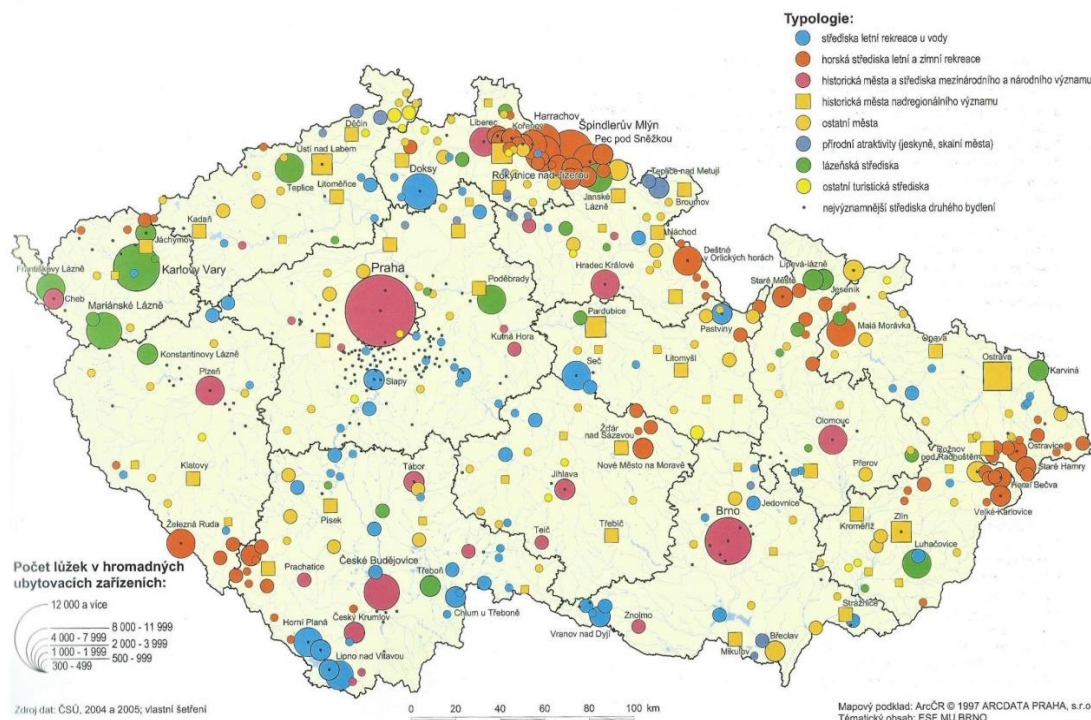 Typologie:
střediska letní rekreace u vody
horská střediska letní a zimní rekreace
historická města a střediska mezinárodního a národního významu
historická města nadregionálního významu
ostatní města
přírodní atraktivity (jeskyně, skalní města)
lázeňská střediska
ostatní turistická střediska
nejvýznamnější střediska druhého bydlení
Děčín
Liberec
Kořenov
Harrachov
Špindlerův Mlýn
Pec pod Sněžkou
Ústí nad Labem
Teplice
Litoměřice
Doksy
Rokytnice nad Jizerou
Janské
Lázně
Teplice nad Metují
Broumov
Kadaň
Jáchymov
Náchod
Františkovy Lázně
Karlovy Vary
Cheb
Praha
Poděbrady
Hradec Králové
Deštné
v Orlických horách
Lipová-lázně
Staré Město
Jeseník
Mariánské Lázně
Kutná Hora
Pardubice
Pastviny
Malá Morávka
Konstantinovy Lázně
Opava
Ostrava
Plzeň
Slapy
Seč
Litomyšl
Karviná
Olomouc
Žďár
nad Sázavou
Nové Město na Moravě
Ostravice
Rožnov
pod Radhoštěm
Staré Hamry
Horní Bečva
Velké Karlovice
Klatovy
Tábor
Jihlava
Přerov
Písek
Brno
Jedovnice
Železná Ruda
Telč
Třebíč
Kroměříž
Zlín
Luhačovice
Prachatice
České Budějovice
Třeboň
Chlum u Třeboně
Český Krumlov
Horní Planá
Lipno nad Vltavou
Vranov nad Dyjí
Znojmo
Strážnice
Mikulov
Břeclav
Počet lůžek v hromadných
ubytovacích zařízeních:
12 000 a více
8 000 - 11 999
4 000 - 7 999
2 000 - 3 999
1 000 - 1 999
500 - 999
300 - 499
Zdroj dat: ČSÚ, 2004 a 2005; vlastní šetření
0 20 40 60 80 100 km
Mapový podklad: ArcČR © 1997 ARCDATA PRAHA, s.r.o.
Tématický obsah: ESF MU BRNO